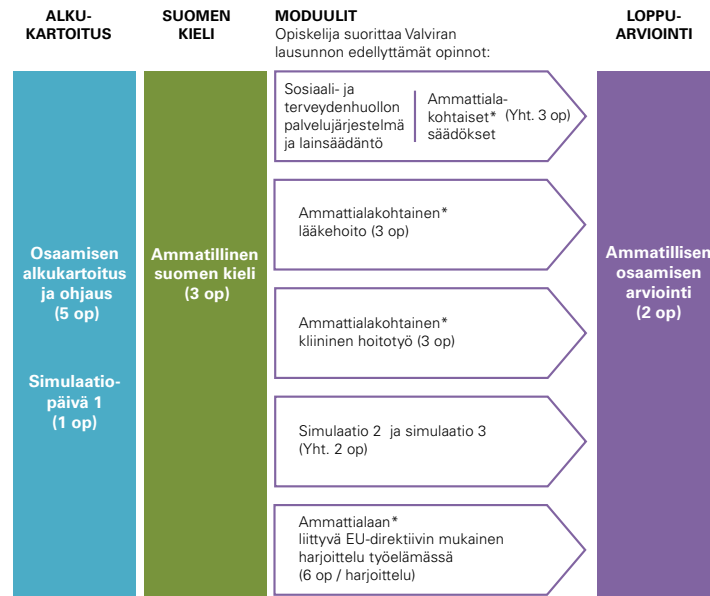 ALKU-
KARTOITUS
SUOMEN
KIELI
MODUULIT
Opiskelija suorittaa Valviran
lausunnon edellyttämät opinnot:
LOPPU-
ARVIOINTI
Osaamisen
alkukartoitus
ja ohjaus
(5 op)
Simulaatio-
päivä 1
(1 op)
Ammatillinen
suomen kieli
(3 op)
Sosiaali- ja
terveydenhuollon
palvelujärjestelmä
ja lainsäädäntö
Ammattiala-
kohtaiset*
säädökset
(Yht. 3 op)
Ammattialakohtainen*
lääkehoito (3 op)
Ammattialakohtainen*
kliininen hoitotyö (3 op)
Simulaatio 2 ja simulaatio 3
(Yht. 2 op)
Ammattialaan*
liittyvä EU-direktiivin mukainen
harjoittelu työelämässä
(6 op / harjoittelu)
Ammatillisen
osaamisen
arviointi
(2 op)